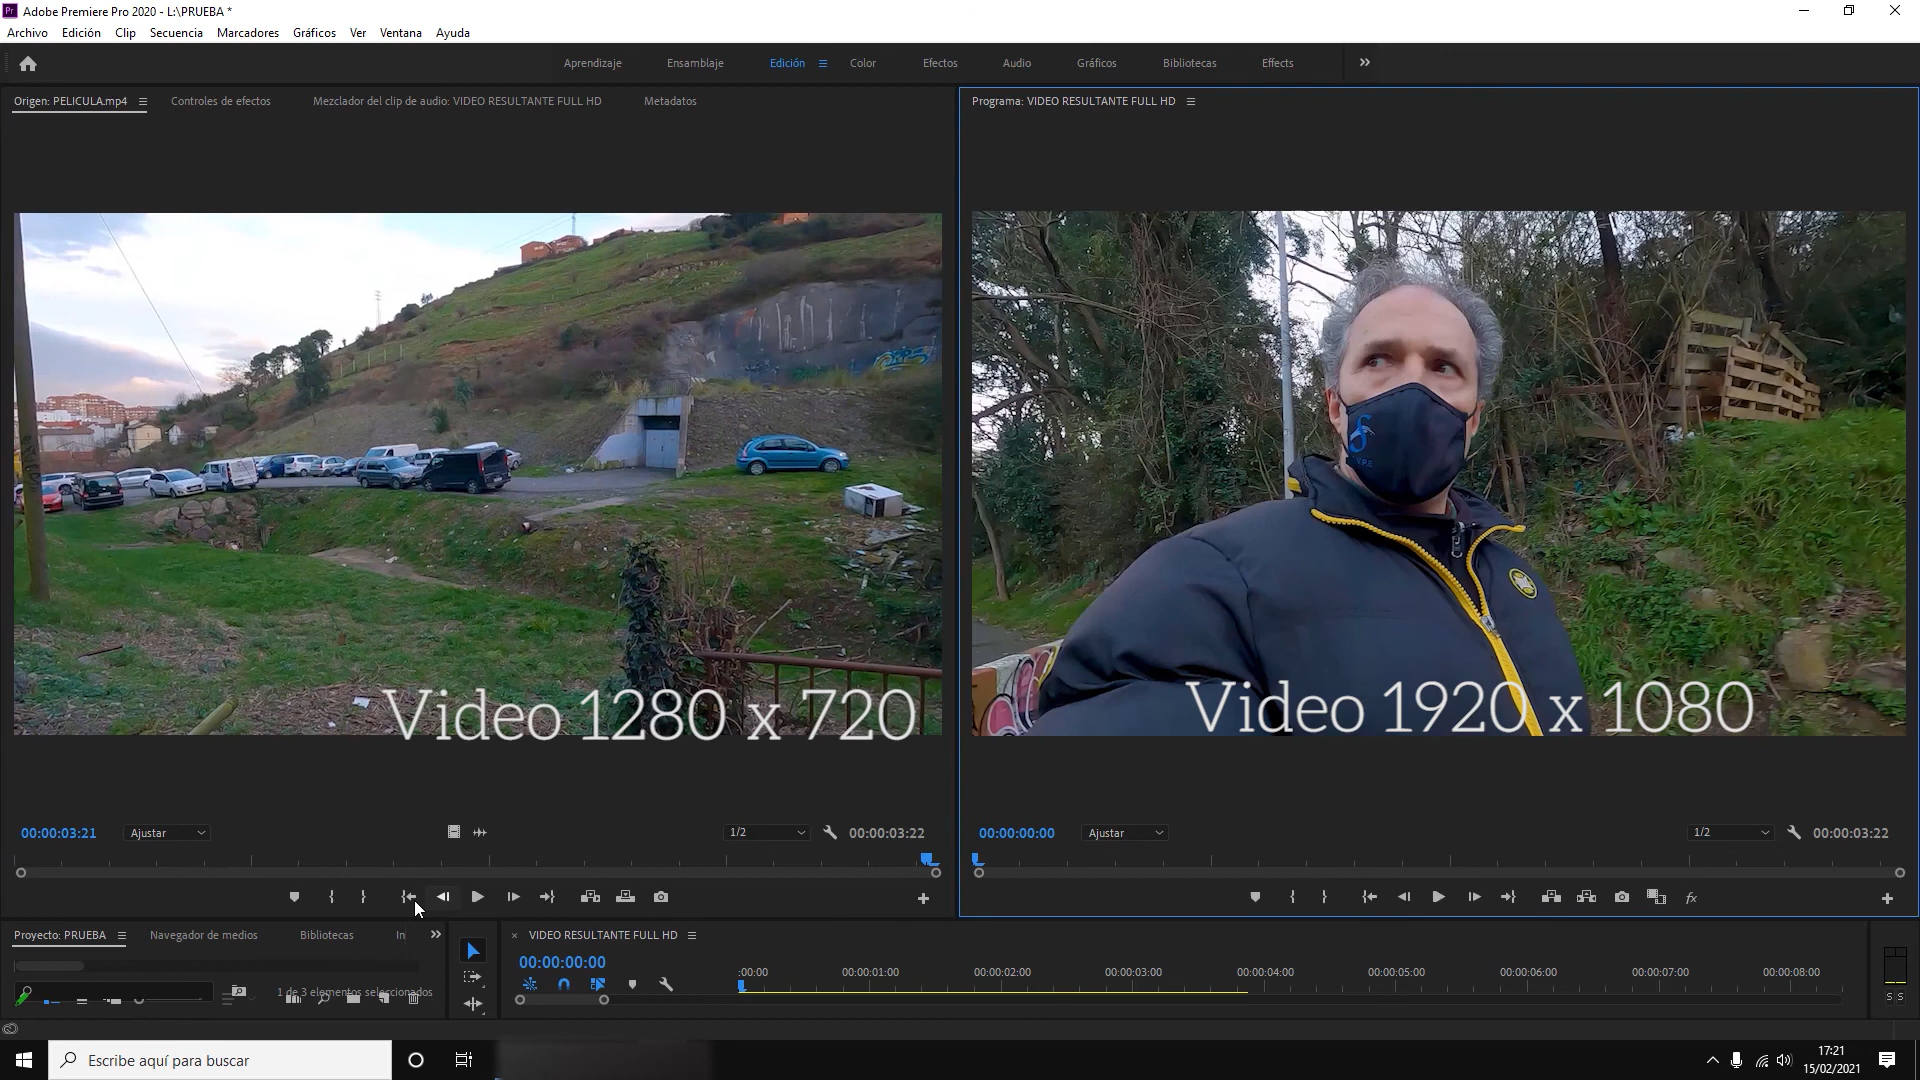 Adobe Premiere Pro 2020 - L:\PRUEBA *
Archivo Edición Clip Secuencia Marcadores Gráficos Ver Ventana Ayuda
Aprendizaje Ensamblaje Edición Color Efectos Audio Gráficos Bibliotecas Effects
Origen: PELICULA.mp4 Controles de efectos Mezclador del clip de audio: VIDEO RESULTANTE FULL HD Metadatos
Programa: VIDEO RESULTANTE FULL HD
Video 1280 x 720
Video 1920 x 1080
00:00:03:21 Ajustar 1/2 00:00:03:22
00:00:00:00 Ajustar 1/2 00:00:03:22
Proyecto: PRUEBA Navegador de medios Bibliotecas In
VIDEO RESULTANTE FULL HD
00:00:00:00
:00:00 00:00:01:00 00:00:02:00 00:00:03:00 00:00:04:00 00:00:05:00 00:00:06:00 00:00:07:00 00:00:08:00
1 de 3 elementos seleccionados
S S
Escribe aquí para buscar
17:21
15/02/2021